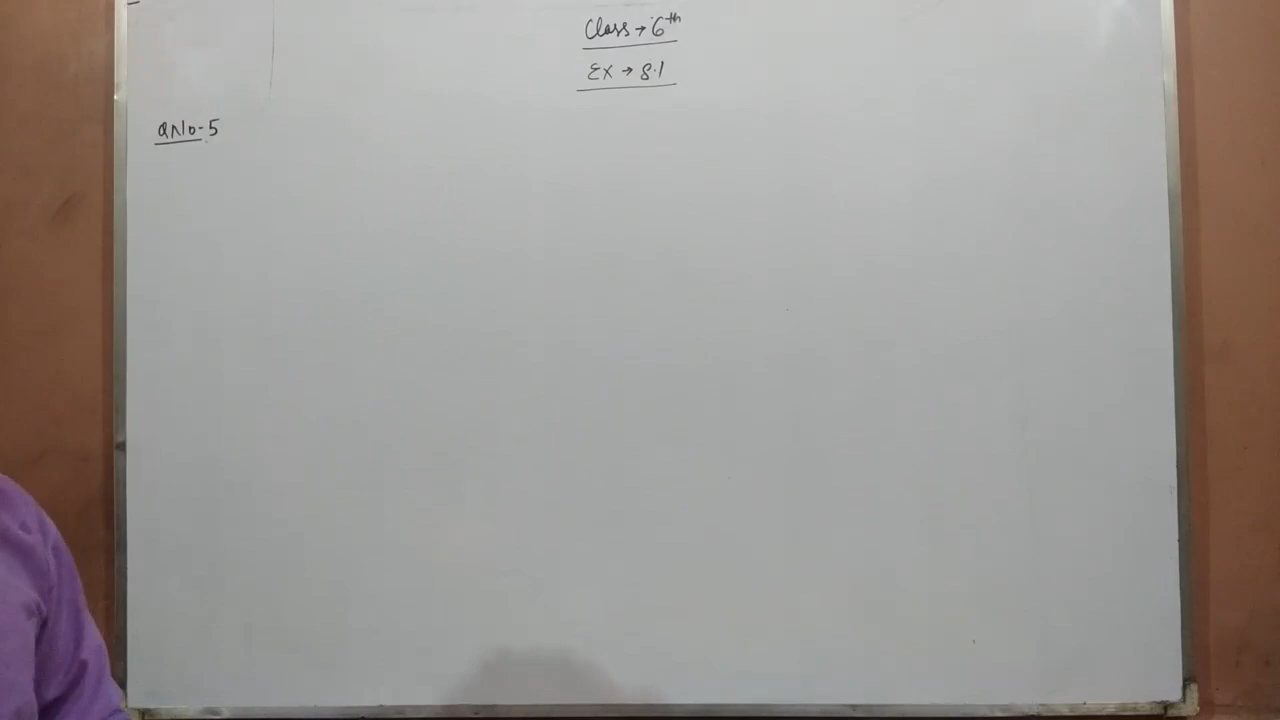 Class → 6th
Ex → 8.1
QNo-5